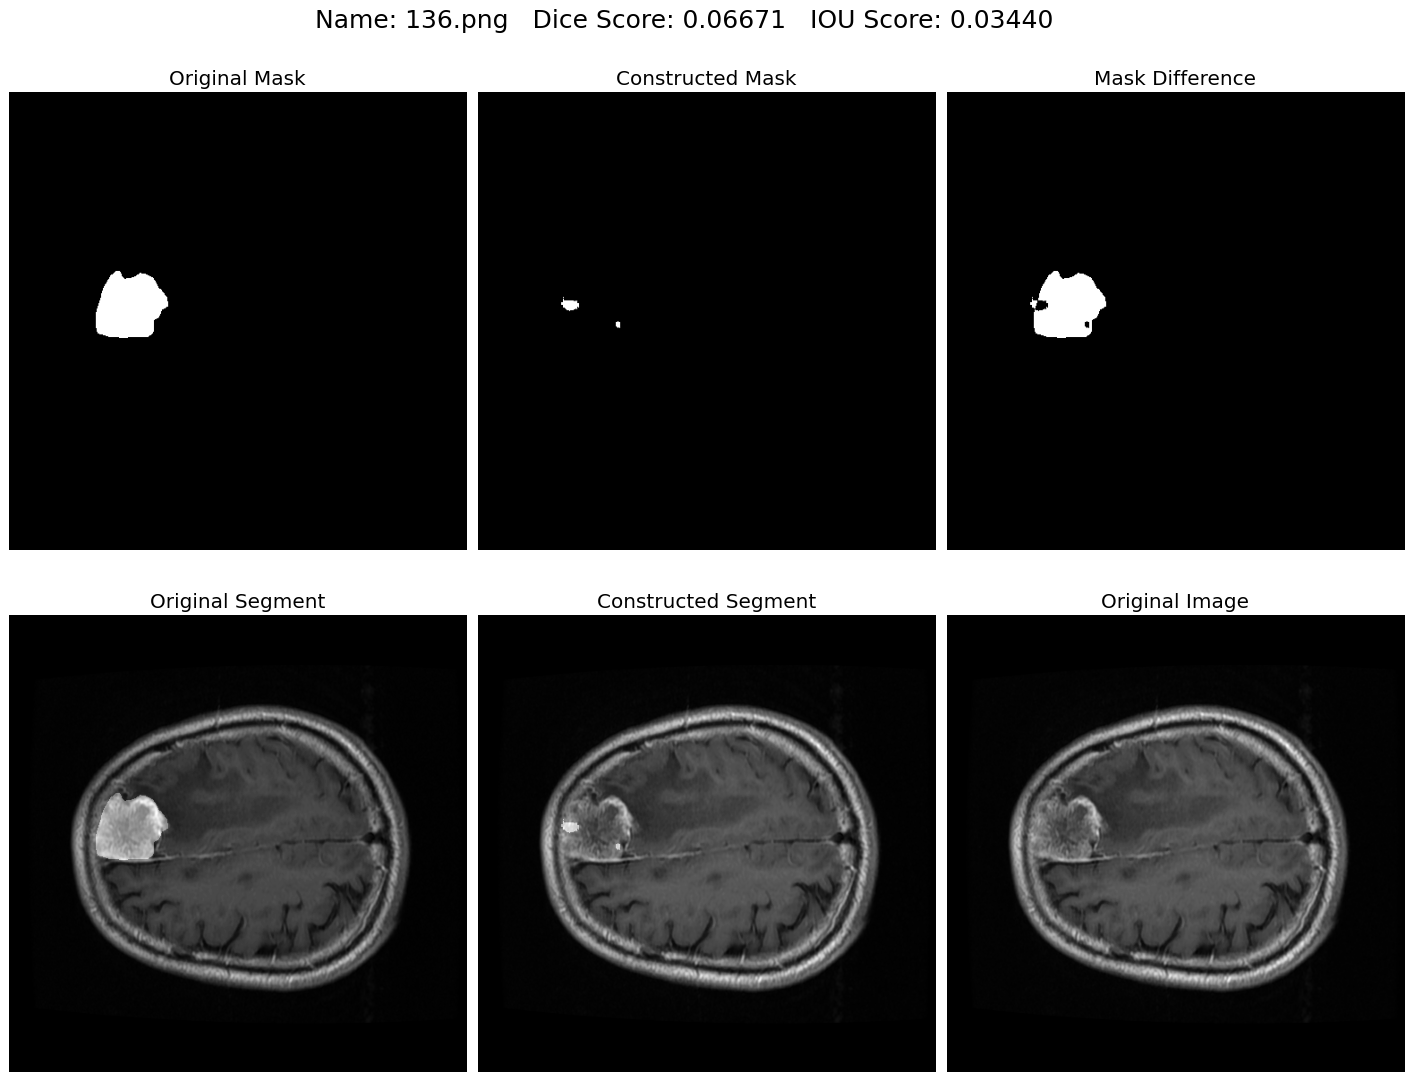 Name: 136.png   Dice Score: 0.06671   IOU Score: 0.03440
Original Mask
Constructed Mask
Mask Difference
Original Segment
Constructed Segment
Original Image